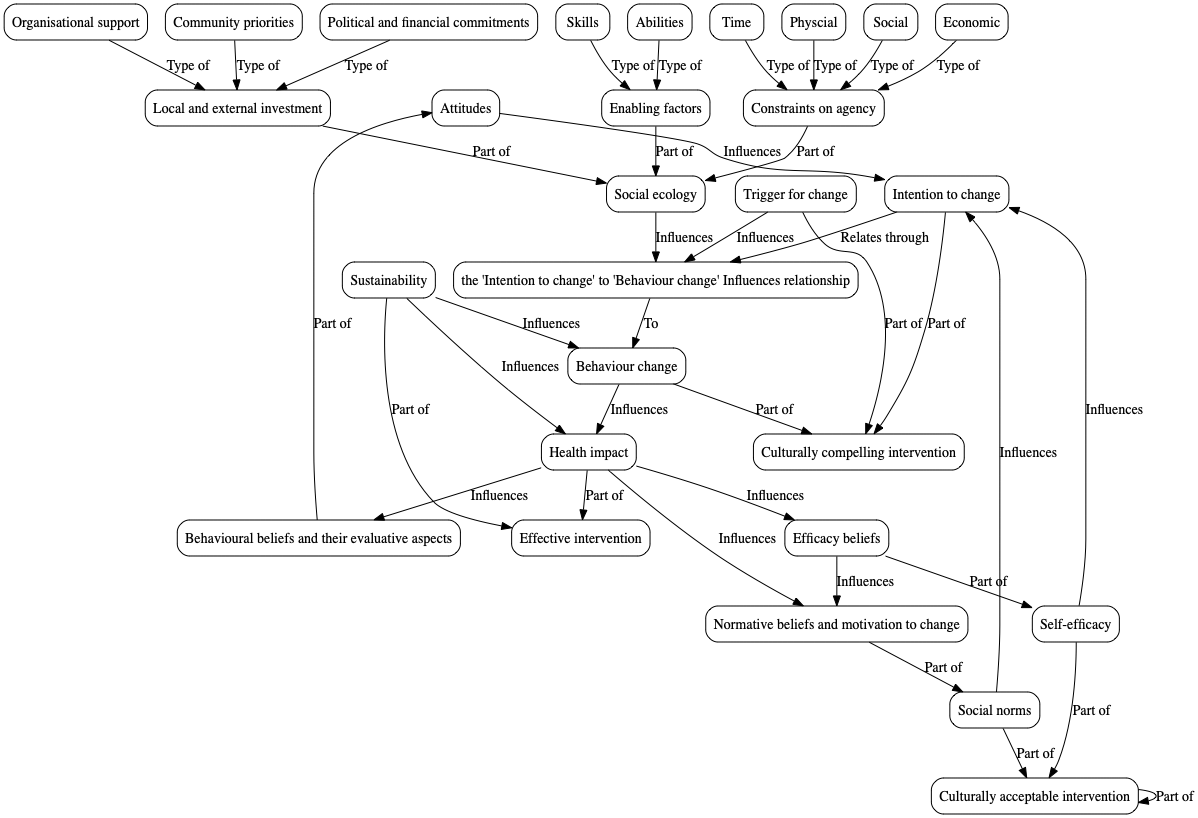 Organisational support
Community priorities
Political and financial commitments
Skills
Abilities
Time
Physcial
Social
Economic
Type of
Type of
Type of
Type of
Type of
Type of
Type of
Type of
Type of
Local and external investment
Attitudes
Enabling factors
Constraints on agency
Part of
Part of
Influences
Part of
Social ecology
Trigger for change
Intention to change
Influences
Influences
Relates through
Sustainability
the 'Intention to change' to 'Behaviour change' Influences relationship
Part of
Influences
To
Part of
Part of
Influences
Behaviour change
Part of
Influences
Part of
Influences
Health impact
Culturally compelling intervention
Influences
Influences
Part of
Influences
Behavioural beliefs and their evaluative aspects
Effective intervention
Influences
Efficacy beliefs
Influences
Part of
Normative beliefs and motivation to change
Self-efficacy
Part of
Social norms
Part of
Part of
Culturally acceptable intervention
Part of